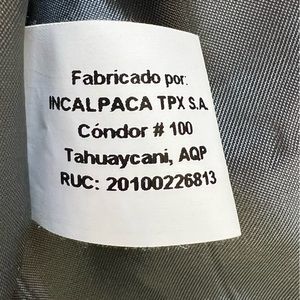 Fabricado por:
INCALPACA TPX S.A.
Cóndor # 100
Tahuaycani, AQP
RUC: 20100226813